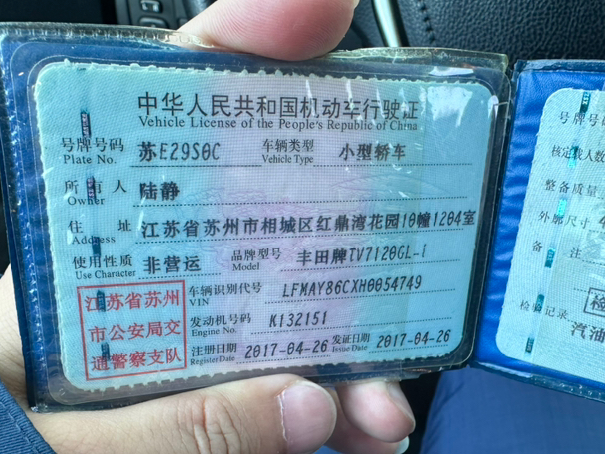 中华人民共和国机动车行驶证
Vehicle License of the People's Republic of China
号牌号码 苏E29S0C 车辆类型 小型轿车
Plate No. Vehicle Type
所有人 陆静
Owner
住址 江苏省苏州市相城区红鼎湾花园10幢1204室
Address
使用性质 非营运 品牌型号 丰田牌TV7120GL-i
Use Character Model
江苏省苏州
市公安局交
通警察支队
车辆识别代号 LFMAY86CXH0054749
VIN
发动机号码 K132151
Engine No.
注册日期 2017-04-26 发证日期 2017-04-26
Register Date Issue Date
号牌号
核定载人数
整备质量
外廓尺寸
备注
检验记录
汽油